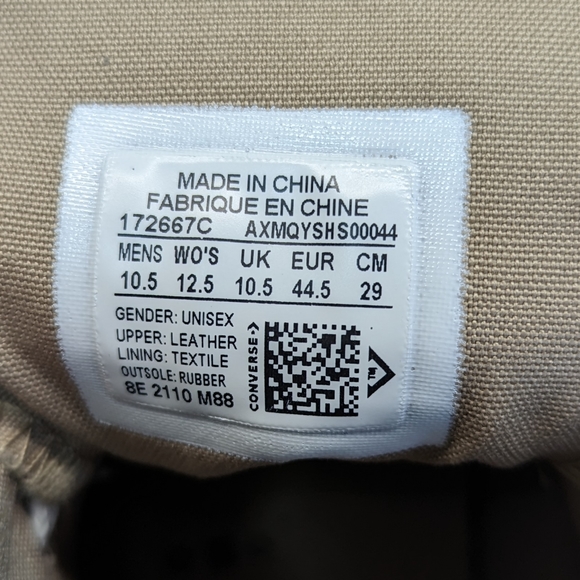 MADE IN CHINA
FABRIQUE EN CHINE
172667C AXMQYSHS00044
MENS WO'S UK EUR CM
10.5 12.5 10.5 44.5 29
GENDER: UNISEX
UPPER: LEATHER
LINING: TEXTILE
OUTSOLE: RUBBER
8E 2110 M88
CONVERSE
TM